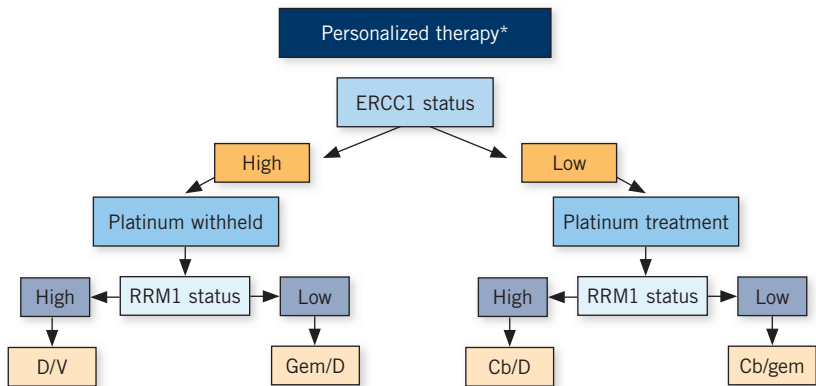 Personalized therapy*
ERCC1 status
High
Low
Platinum withheld
Platinum treatment
High
RRM1 status
Low
High
RRM1 status
Low
D/V
Gem/D
Cb/D
Cb/gem